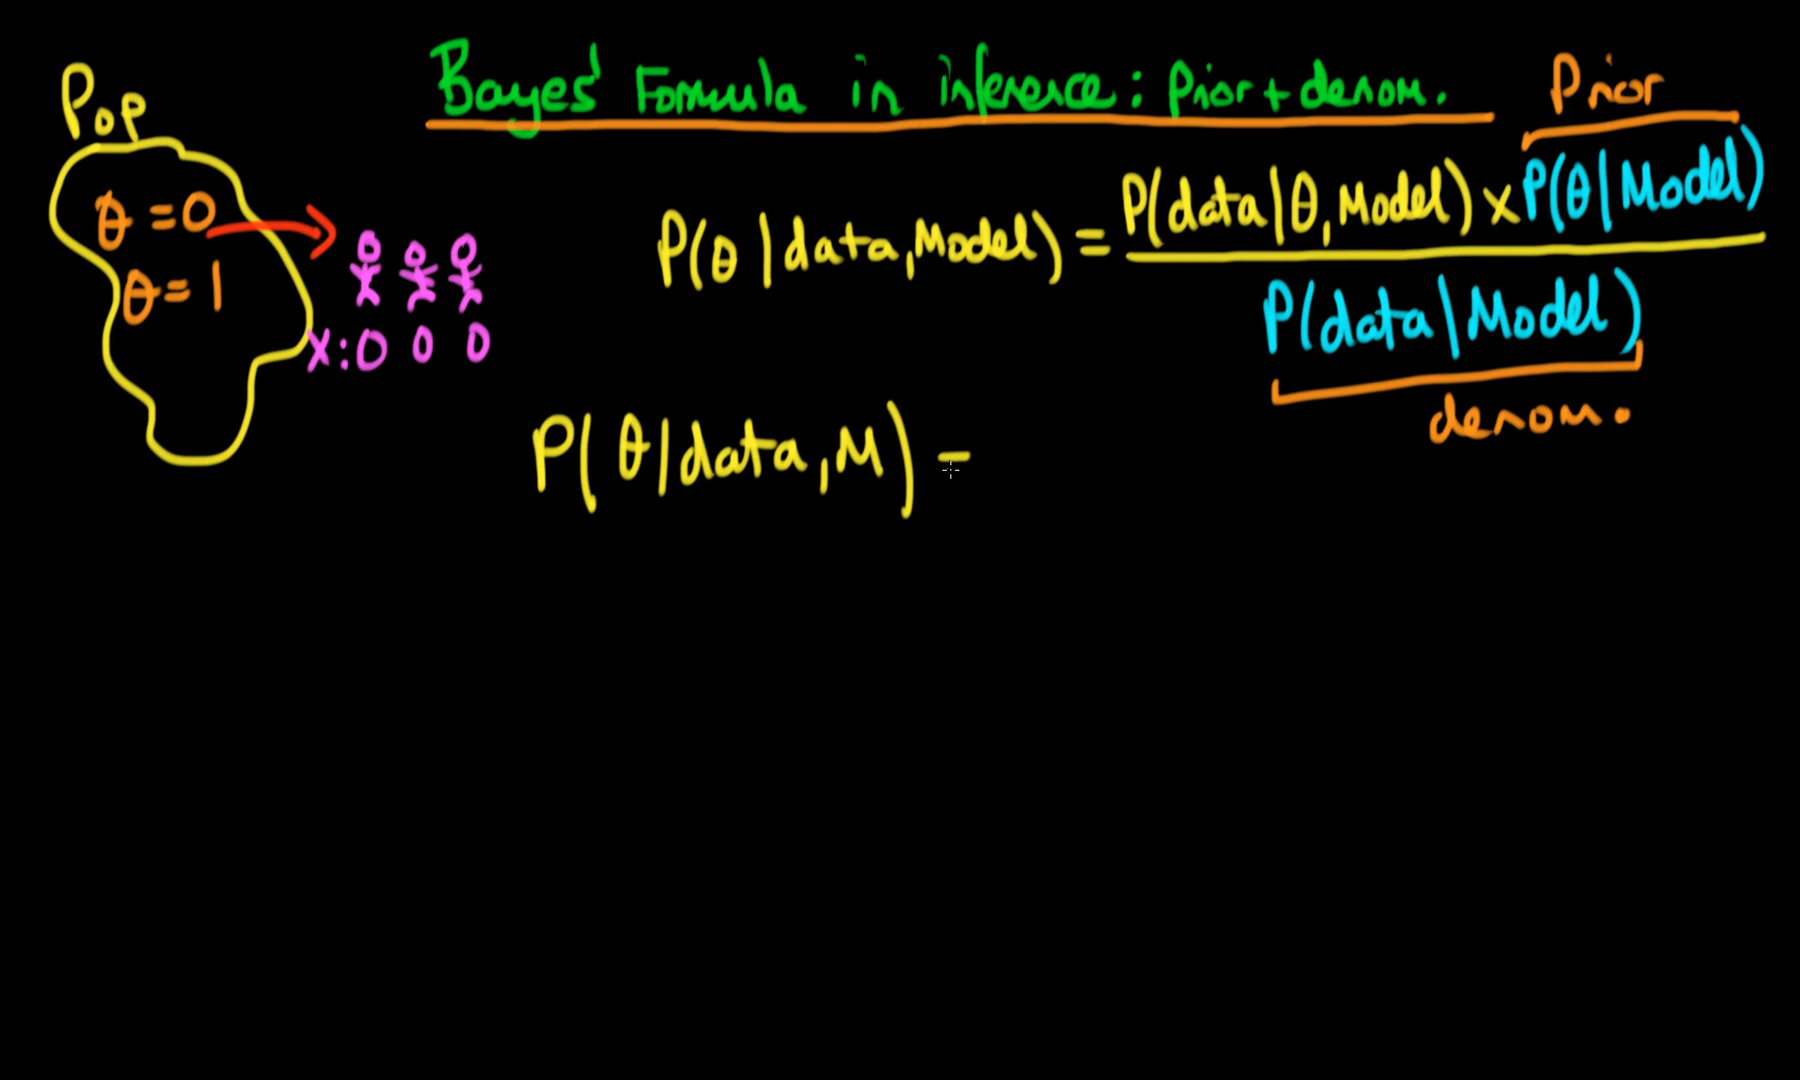 Bayes' Formula in inference: Prior + denom.
Prior
Pop
θ = 0
θ = 1
X: 0 0 0
P(θ | data, Model) = P(data | θ, Model) × P(θ | Model)
P(data | Model)
denom.
P(θ | data, M) -